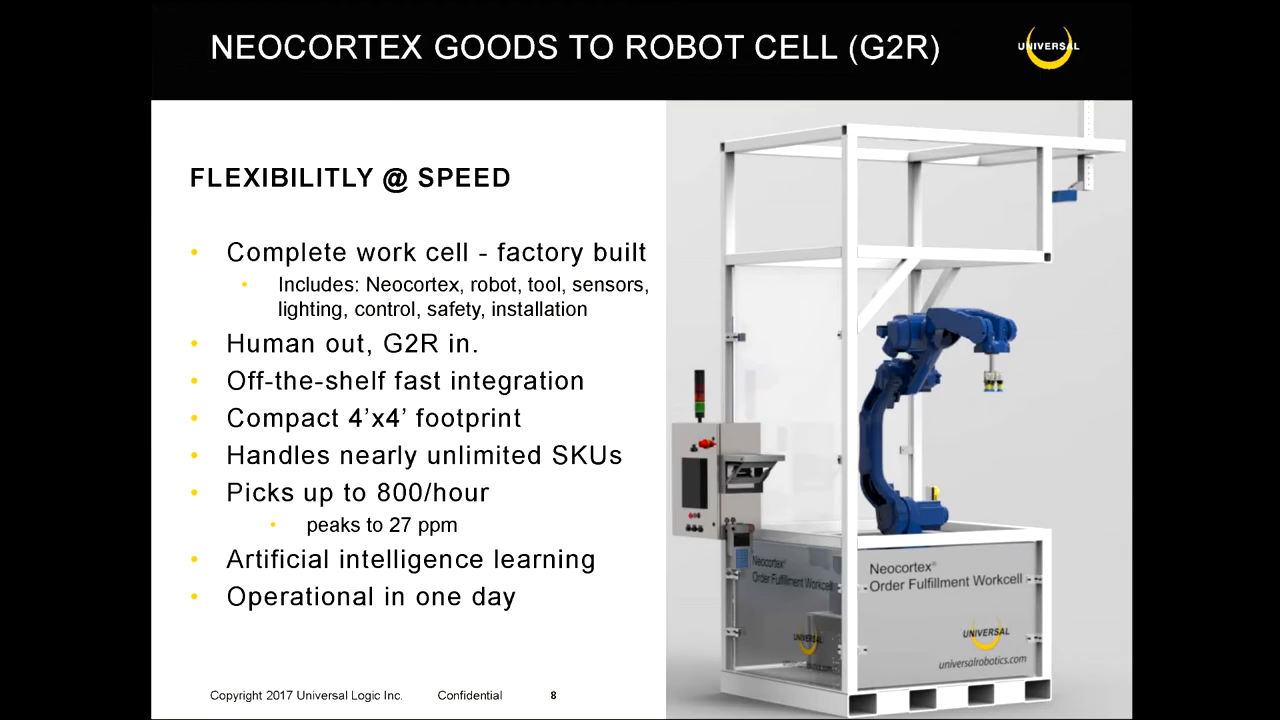 NEOCORTEX GOODS TO ROBOT CELL (G2R)
UNIVERSAL
FLEXIBILITLY @ SPEED
• Complete work cell - factory built
• Includes: Neocortex, robot, tool, sensors,
lighting, control, safety, installation
• Human out, G2R in.
• Off-the-shelf fast integration
• Compact 4’x4’ footprint
• Handles nearly unlimited SKUs
• Picks up to 800/hour
• peaks to 27 ppm
• Artificial intelligence learning
• Operational in one day
Neocortex®
Order Fulfillment Workcell
UNIVERSAL
Neocortex®
Order Fulfillment Workcell
UNIVERSAL
universalrobotics.com
Copyright 2017 Universal Logic Inc. Confidential 8